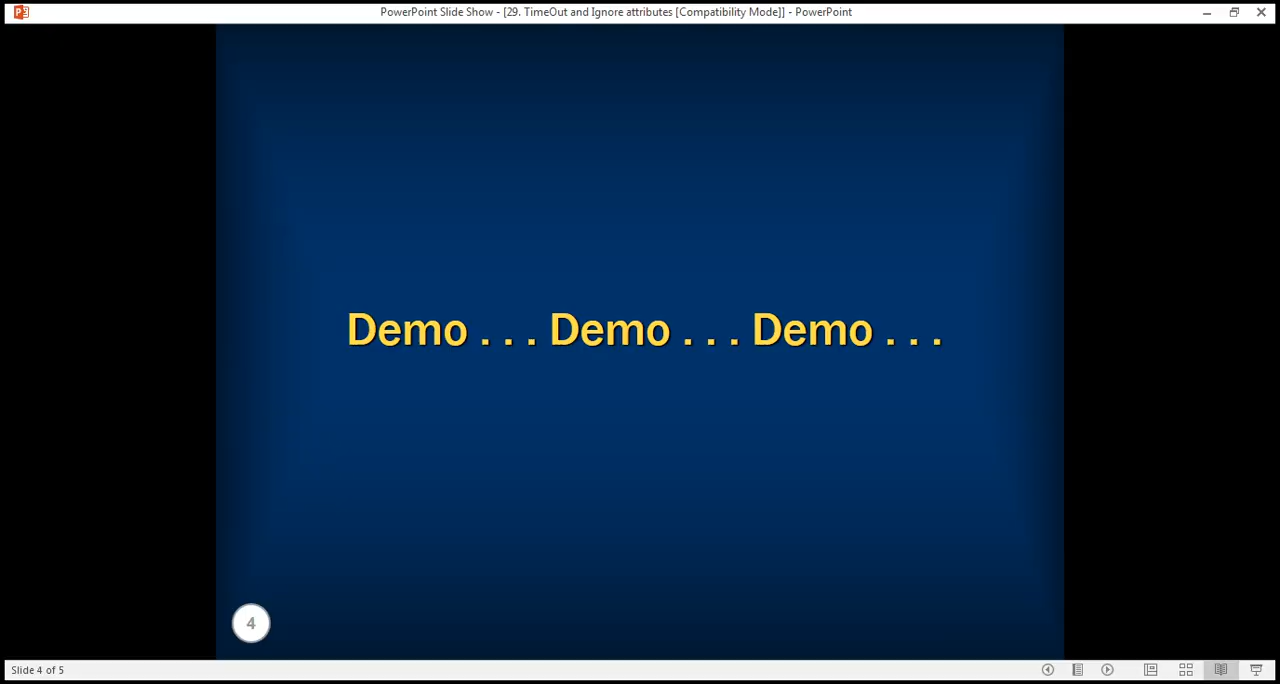 PowerPoint Slide Show - [29. TimeOut and Ignore attributes [Compatibility Mode]] - PowerPoint
Demo . . . Demo . . . Demo . . .
4
Slide 4 of 5